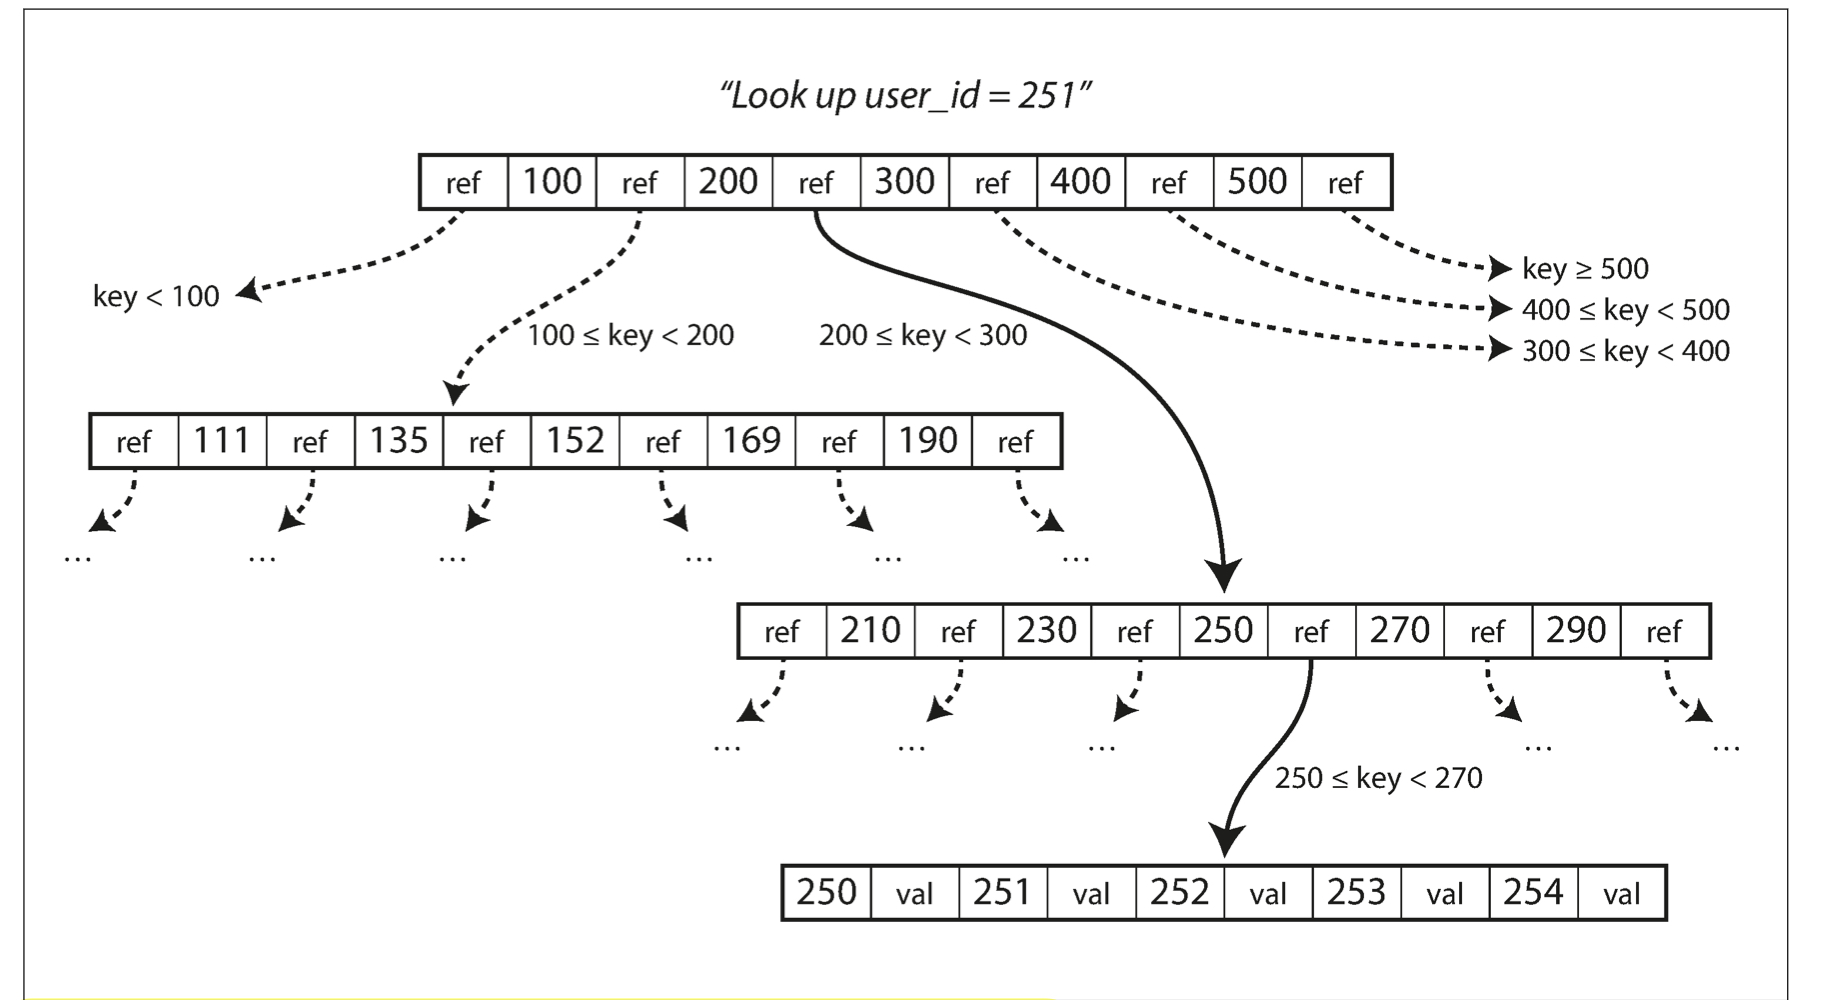 “Look up user_id = 251”
ref 100 ref 200 ref 300 ref 400 ref 500 ref
key < 100
100 ≤ key < 200
200 ≤ key < 300
key ≥ 500
400 ≤ key < 500
300 ≤ key < 400
ref 111 ref 135 ref 152 ref 169 ref 190 ref
... ... ... ... ... ...
ref 210 ref 230 ref 250 ref 270 ref 290 ref
... ... ... ... ...
250 ≤ key < 270
250 val 251 val 252 val 253 val 254 val